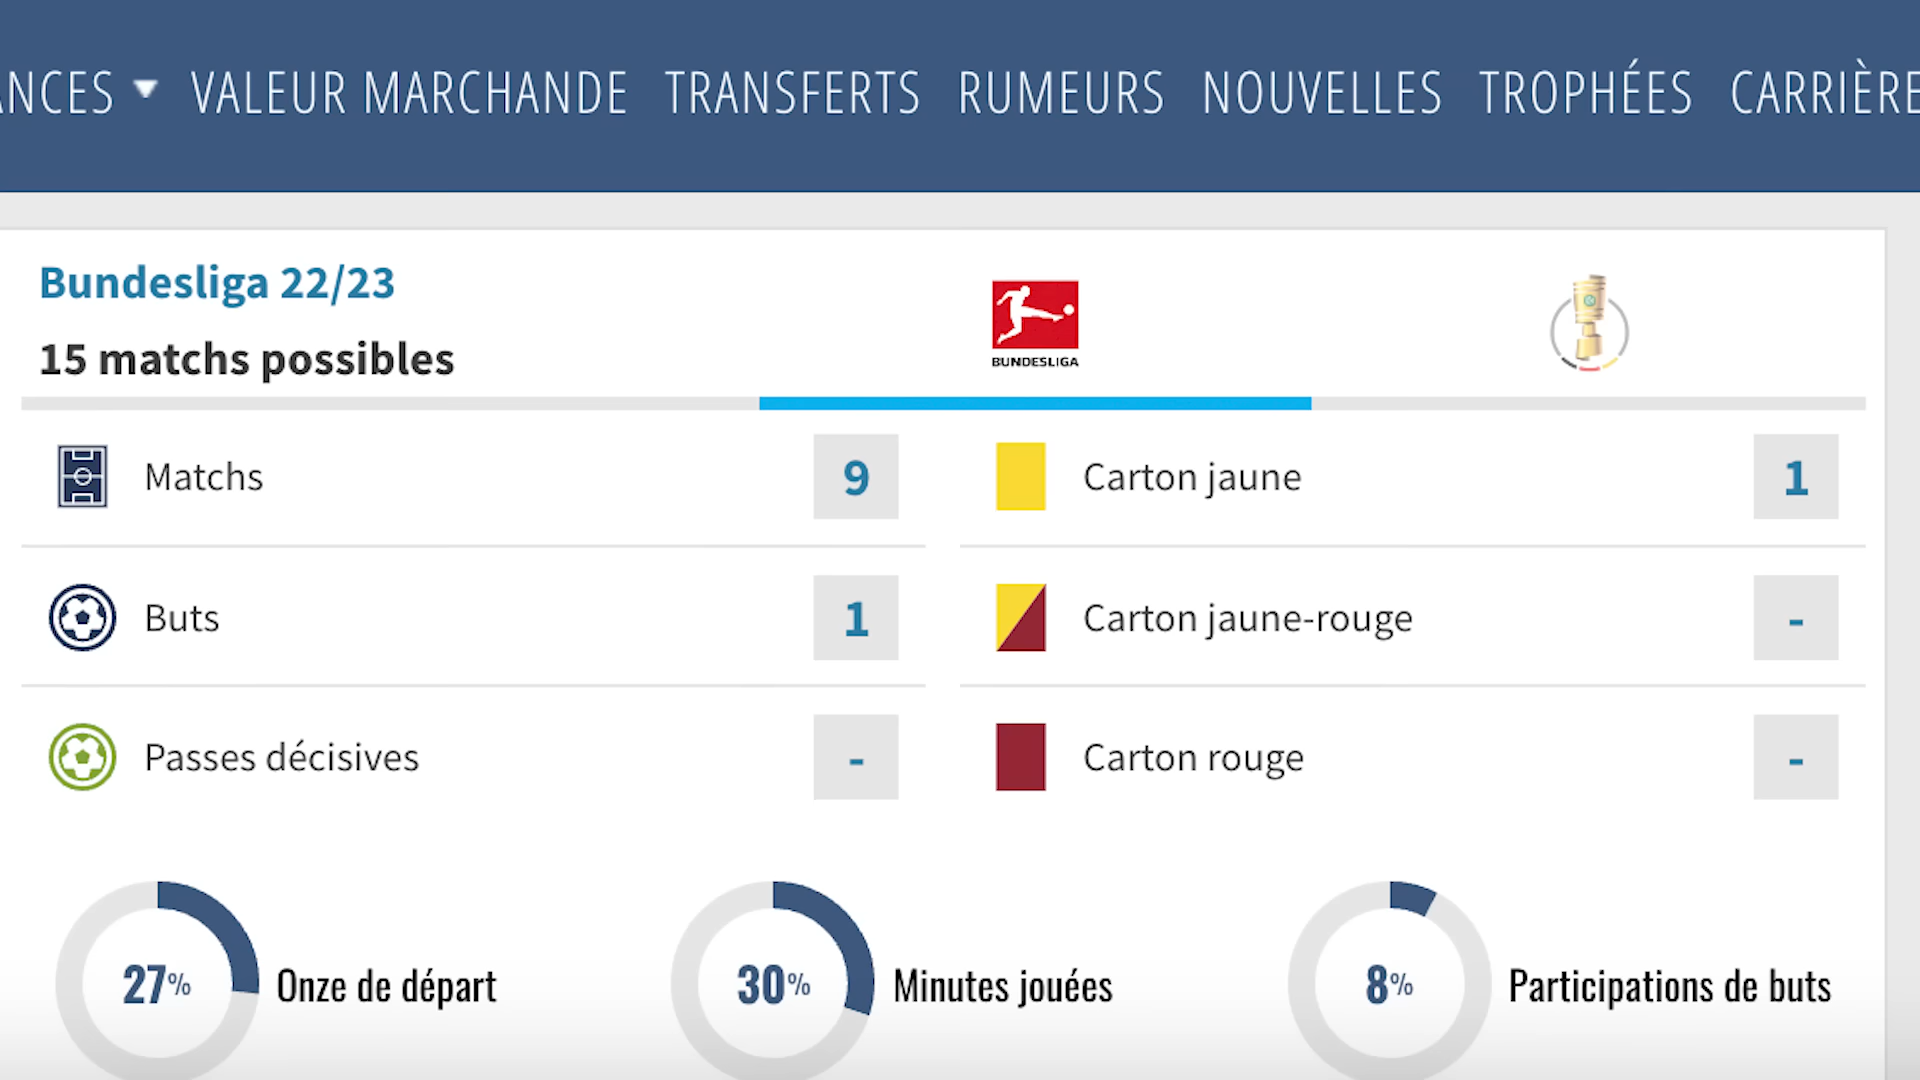 ANCES VALEUR MARCHANDE TRANSFERTS RUMEURS NOUVELLES TROPHÉES CARRIÈRE
Bundesliga 22/23
15 matchs possibles
BUNDESLIGA
Matchs 9 Carton jaune 1
Buts 1 Carton jaune-rouge -
Passes décisives - Carton rouge -
27% Onze de départ 30% Minutes jouées 8% Participations de buts